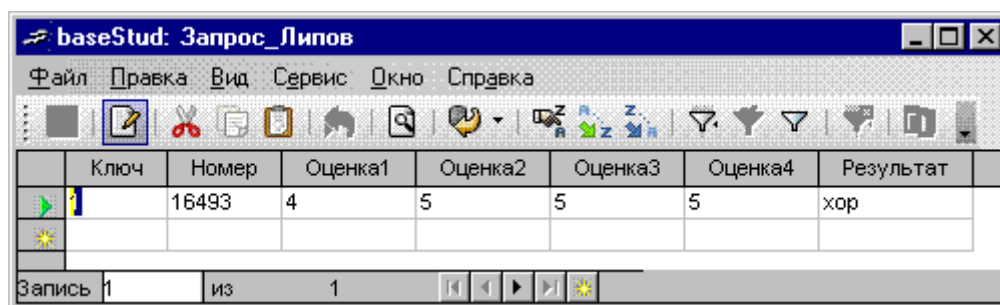 baseStud: Запрос_Липов
Файл Правка Вид Сервис Окно Справка
Ключ Номер Оценка1 Оценка2 Оценка3 Оценка4 Результат
1 16493 4 5 5 5 хор
Запись 1 из 1